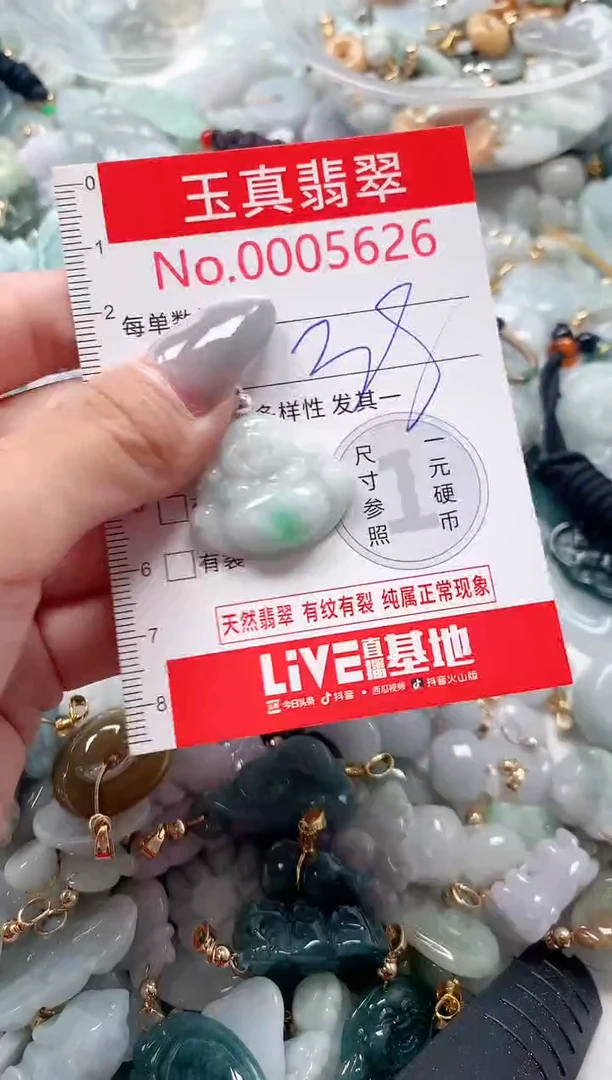 0
玉真翡翠
1
No.0005626
2
每单数
38
多样性 发其一
尺寸参照
1
一元硬币
6
有裂
天然翡翠 有纹有裂 纯属正常现象
7
LiVE直播基地
8
今日头条 抖音 • 西瓜视频 抖音火山版